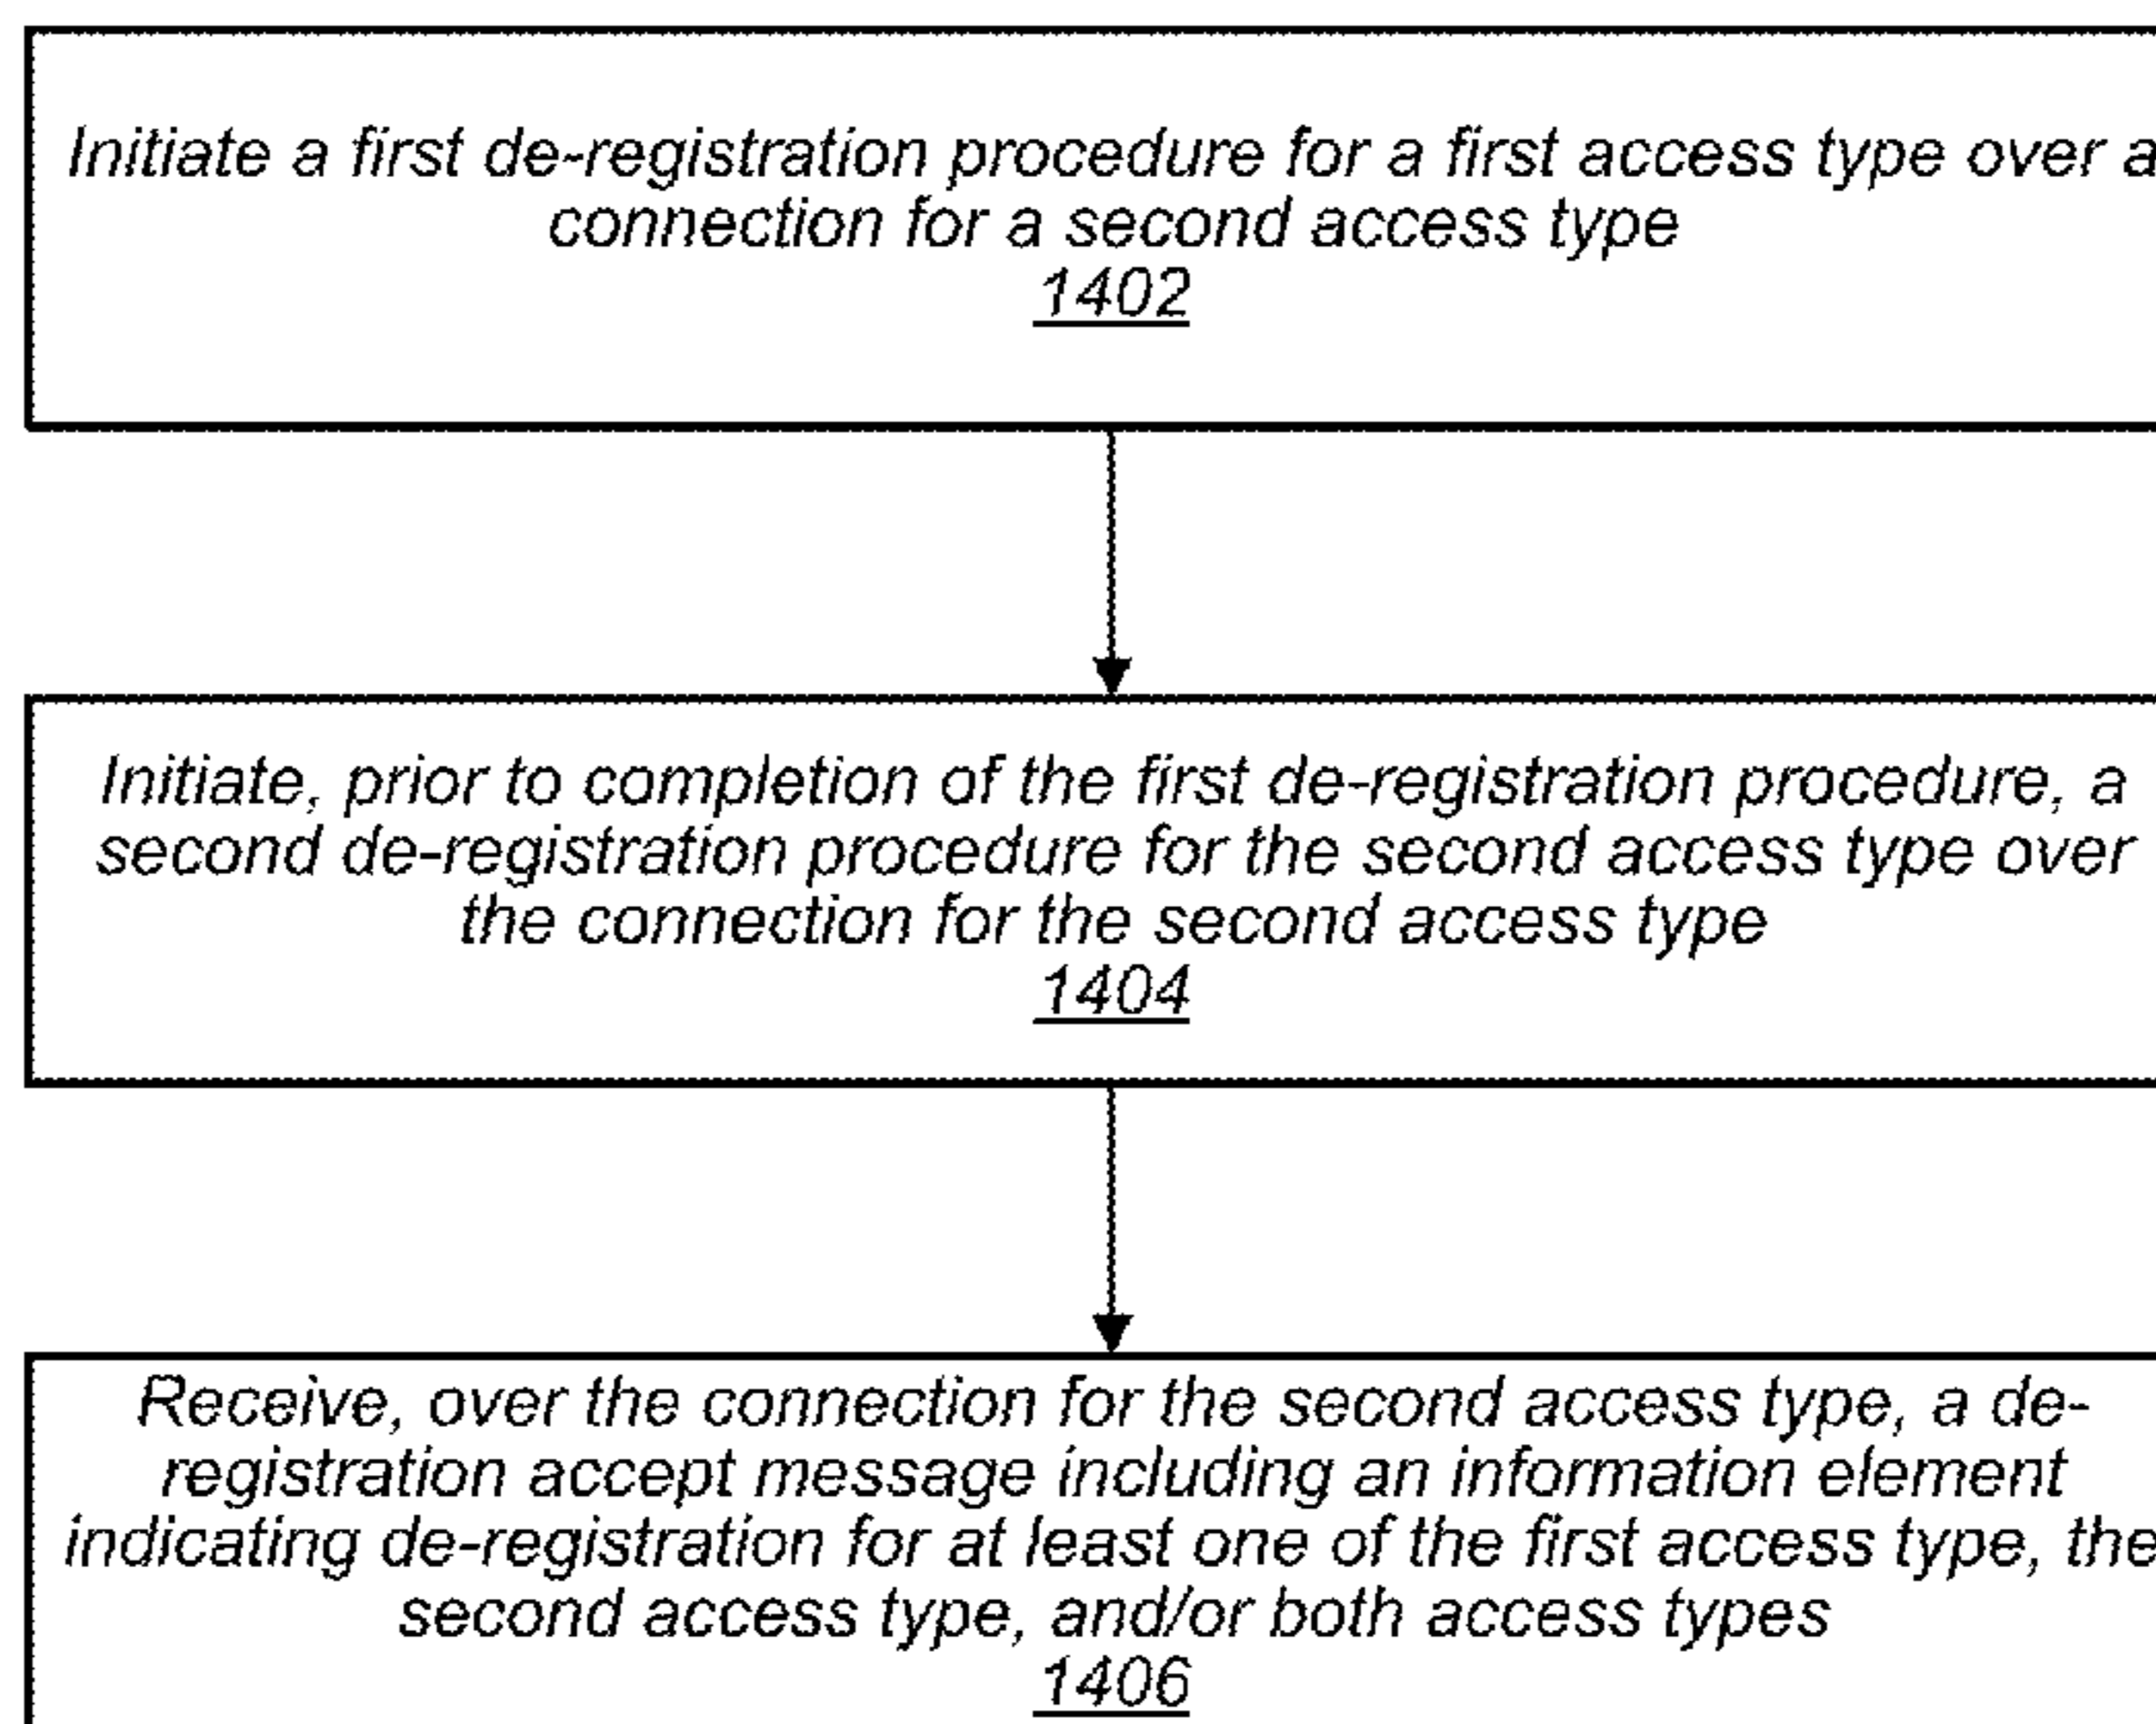 Initiate a first de-registration procedure for a first access type over a
connection for a second access type
1402
Initiate, prior to completion of the first de-registration procedure, a
second de-registration procedure for the second access type over
the connection for the second access type
1404
Receive, over the connection for the second access type, a de-
registration accept message including an information element
indicating de-registration for at least one of the first access type, the
second access type, and/or both access types
1406